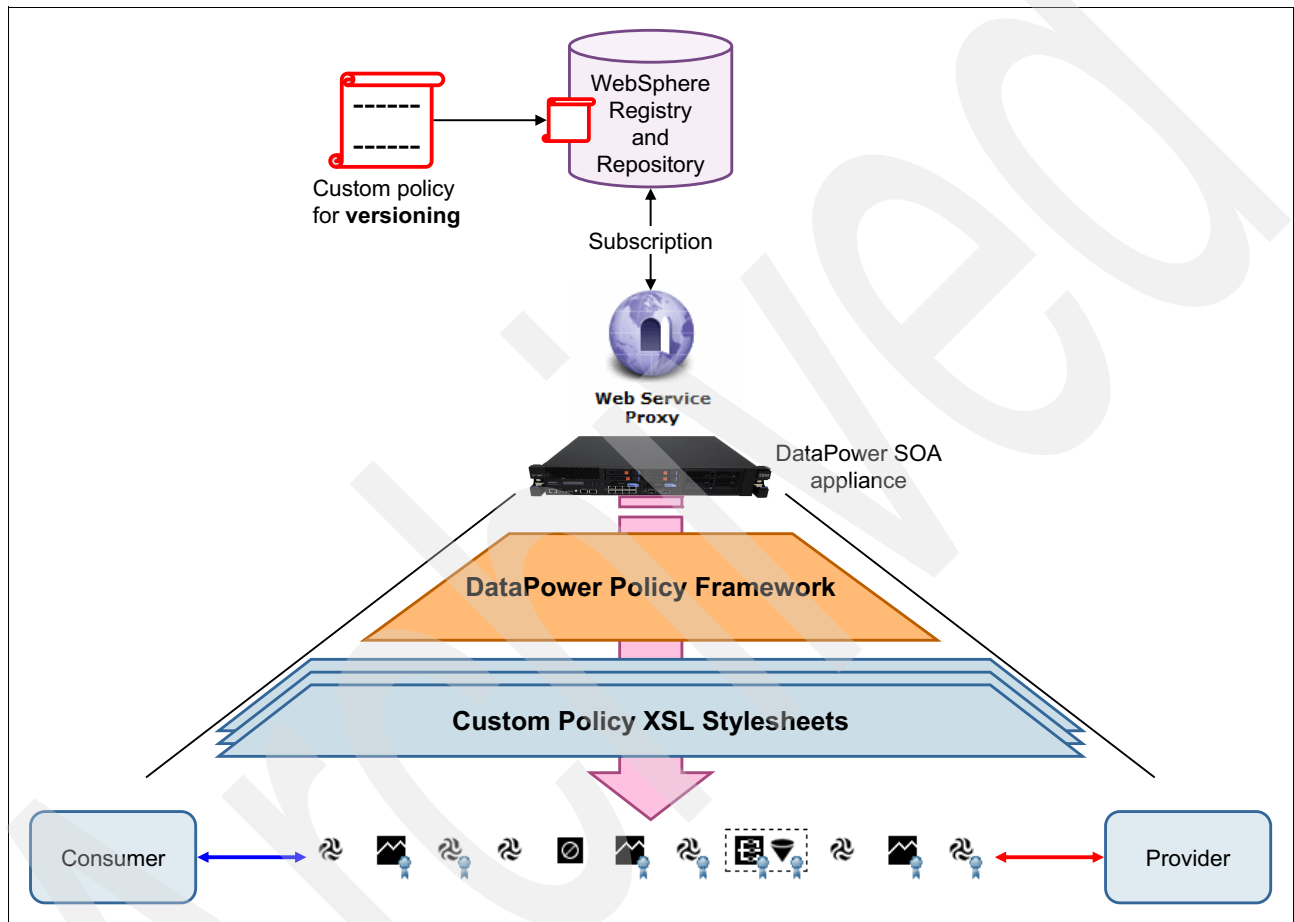 WebSphere
Registry
and
Repository
------
------
Custom policy
for versioning
Subscription
Web Service
Proxy
DataPower SOA
appliance
DataPower Policy Framework
Custom Policy XSL Stylesheets
Consumer
Provider
Archived